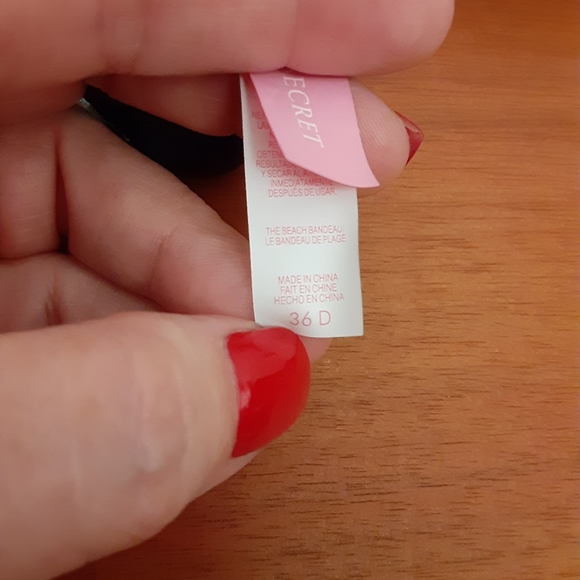 ECRET
Y SECAR AL A
INMEDIATAMENTE
DESPUÉS DE USAR.
THE BEACH BANDEAU/
LE BANDEAU DE PLAGE
MADE IN CHINA
FAIT EN CHINE
HECHO EN CHINA
36 D